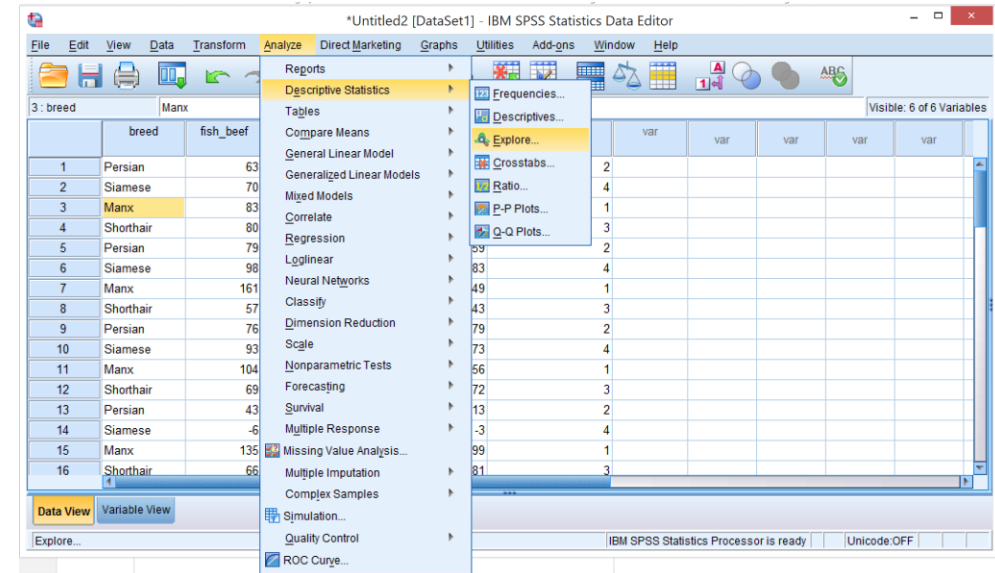 *Untitled2 [DataSet1] - IBM SPSS Statistics Data Editor
File Edit View Data Transform Analyze Direct Marketing Graphs Utilities Add-ons Window Help
3 : breed Manx Visible: 6 of 6 Variables
breed fish_beef var var var var var
1 Persian 63 2
2 Siamese 70 4
3 Manx 83 1
4 Shorthair 80 3
5 Persian 79 59 2
6 Siamese 98 83 4
7 Manx 161 49 1
8 Shorthair 57 43 3
9 Persian 76 79 2
10 Siamese 93 73 4
11 Manx 104 56 1
12 Shorthair 69 72 3
13 Persian 43 13 2
14 Siamese -6 -3 4
15 Manx 135 99 1
16 Shorthair 66 81 3
Reports
Descriptive Statistics
Tables
Compare Means
General Linear Model
Generalized Linear Models
Mixed Models
Correlate
Regression
Loglinear
Neural Networks
Classify
Dimension Reduction
Scale
Nonparametric Tests
Forecasting
Survival
Multiple Response
Missing Value Analysis...
Multiple Imputation
Complex Samples
Simulation...
Quality Control
ROC Curve...
Frequencies...
Descriptives...
Explore...
Crosstabs...
Ratio...
P-P Plots...
Q-Q Plots...
Data View Variable View
Explore... IBM SPSS Statistics Processor is ready Unicode:OFF